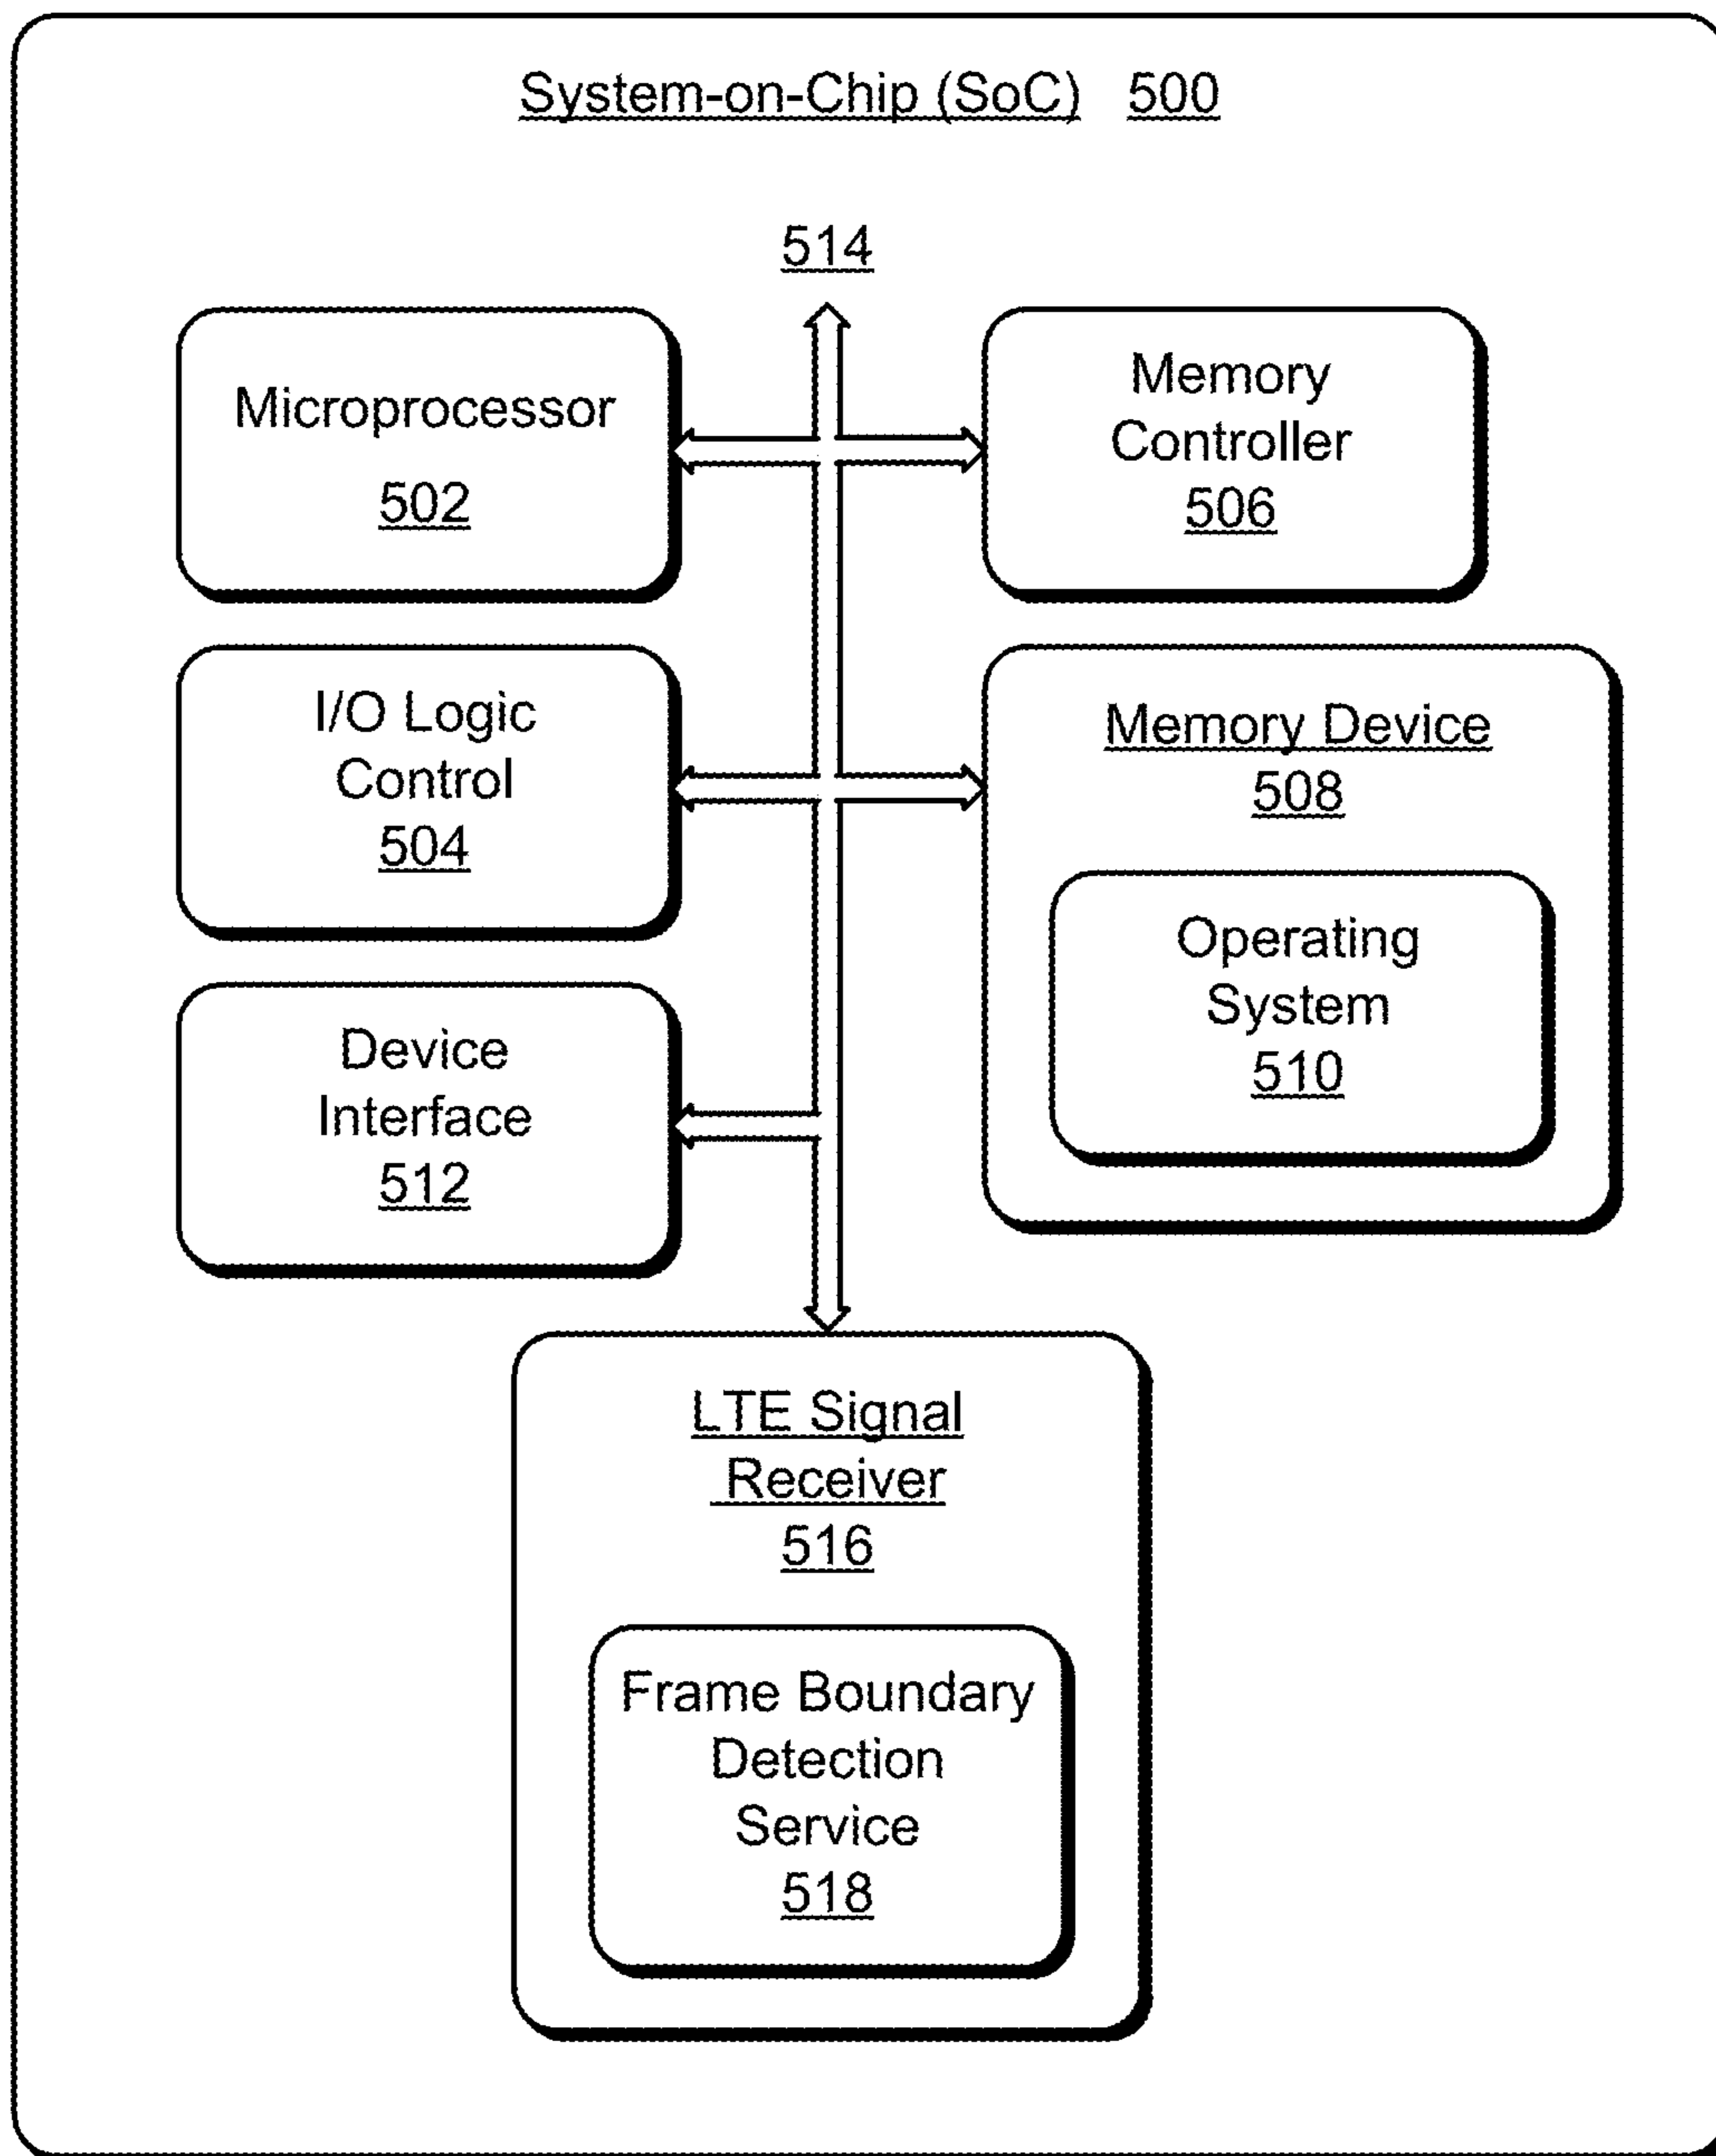 System-on-Chip (SoC) 500
514
Microprocessor
502
Memory
Controller
506
I/O Logic
Control
504
Memory Device
508
Operating
System
510
Device
Interface
512
LTE Signal
Receiver
516
Frame Boundary
Detection
Service
518